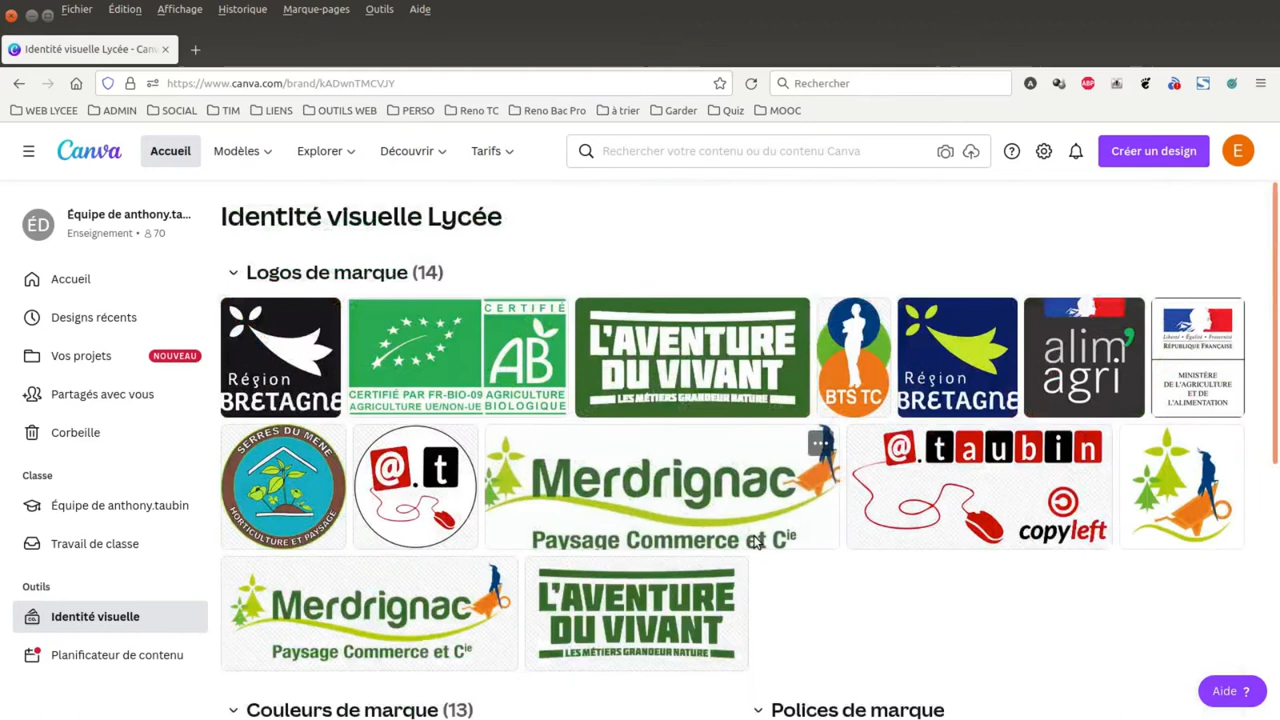 Fichier Édition Affichage Historique Marque-pages Outils Aide
Identité visuelle Lycée - Can
https://www.canva.com/brand/kADwnTMCVJY
Rechercher
WEB LYCEE ADMIN SOCIAL TIM LIENS OUTILS WEB PERSO Reno TC Reno Bac Pro à trier Garder Quiz MOOC
Canva Accueil Modèles Explorer Découvrir Tarifs
Rechercher votre contenu ou du contenu Canva
Créer un design
E
ÉD
Équipe de anthony.ta...
Enseignement • 70
Accueil
Designs récents
Vos projets NOUVEAU
Partagés avec vous
Corbeille
Classe
Équipe de anthony.taubin
Travail de classe
Outils
Identité visuelle
Planificateur de contenu
Identité visuelle Lycée
Logos de marque (14)
Région
BRETAGNE
CERTIFIÉ
AB
CERTIFIÉ PAR FR-BIO-09
AGRICULTURE UE/NON-UE
AGRICULTURE
BIOLOGIQUE
L'AVENTURE
DU VIVANT
LES MÉTIERS GRANDEUR NATURE
BTS TC
Région
BRETAGNE
alim'
agri
Liberté • Égalité • Fraternité
RÉPUBLIQUE FRANÇAISE
MINISTÈRE
DE L'AGRICULTURE
ET DE
L'ALIMENTATION
SERRES DU MENE
HORTICULTURE ET PAYSAGE
@.t
Merdrignac
Paysage Commerce et Cie
@.taubin
copyleft
Merdrignac
Paysage Commerce et Cie
L'AVENTURE
DU VIVANT
LES MÉTIERS GRANDEUR NATURE
Couleurs de marque (13)
Polices de marque
Aide ?